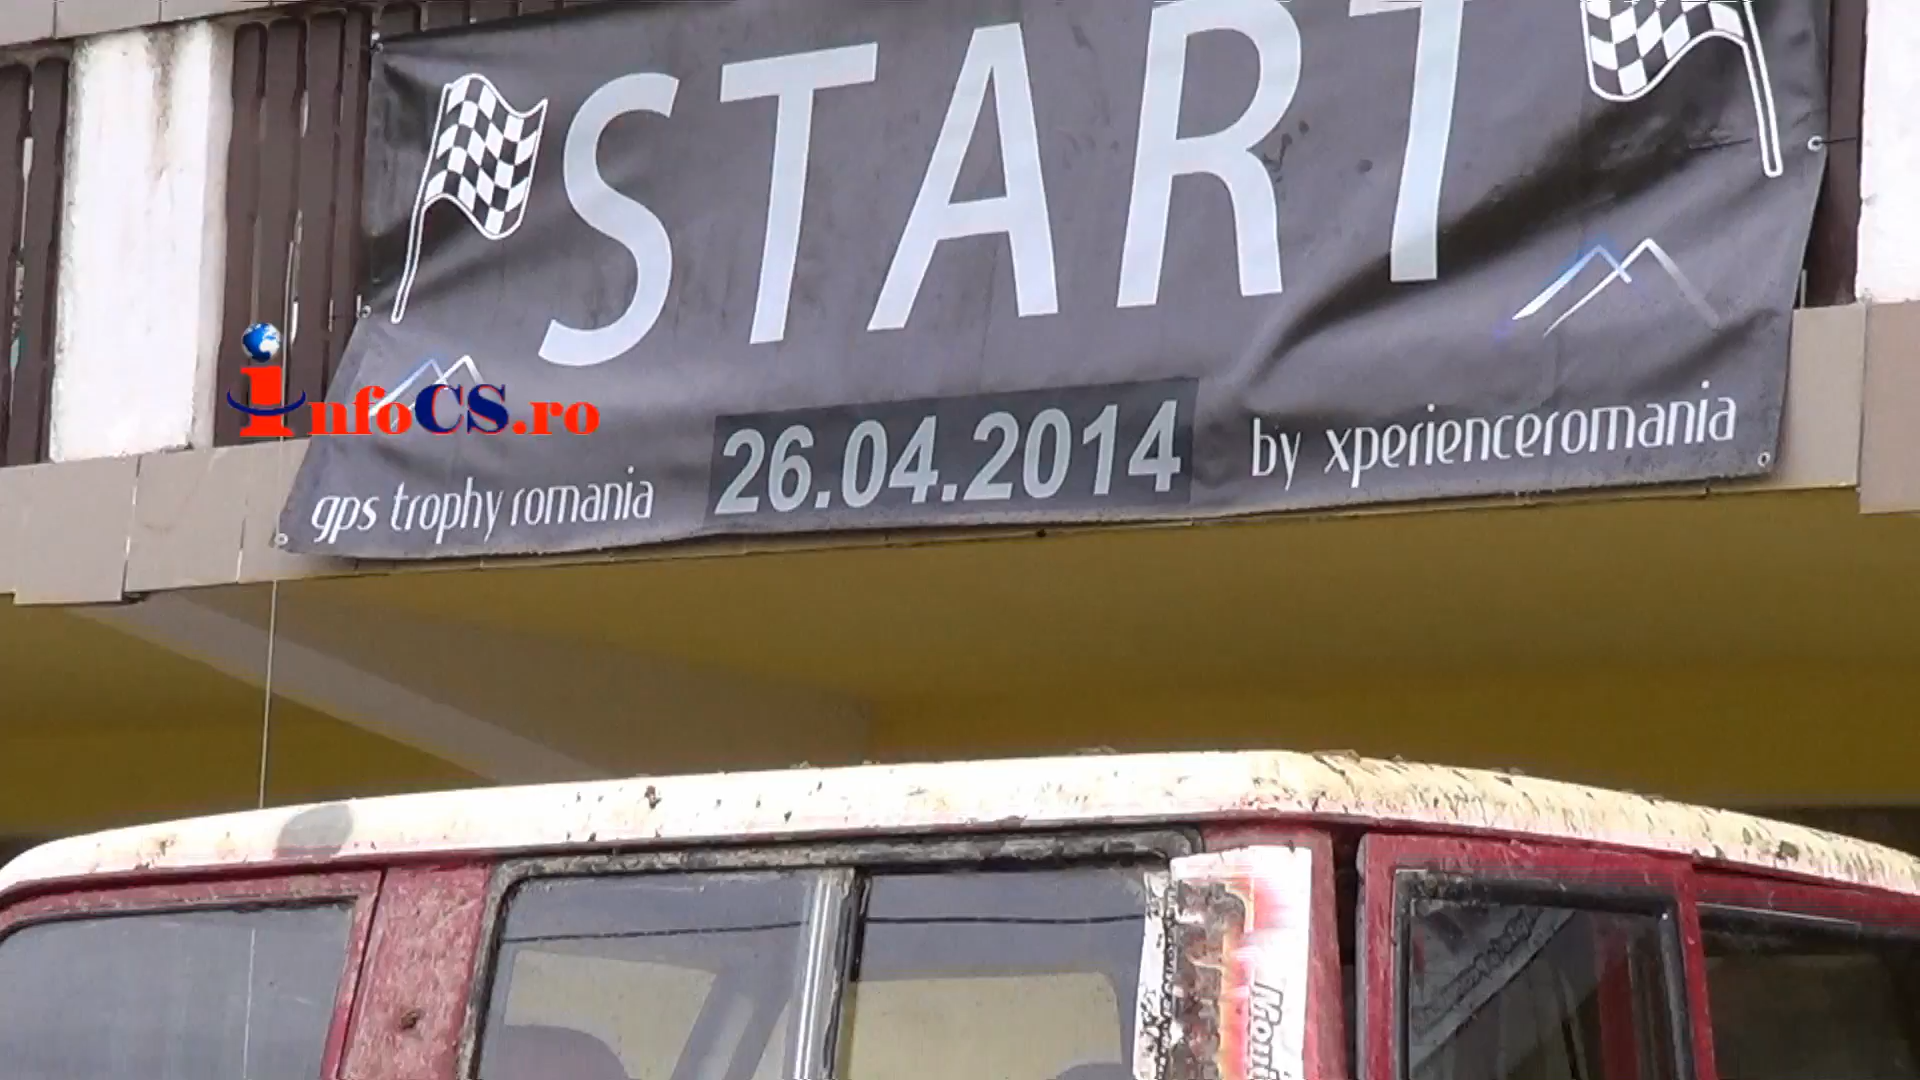 START
infoCS.ro
gps trophy romania
26.04.2014
by xperienceromania